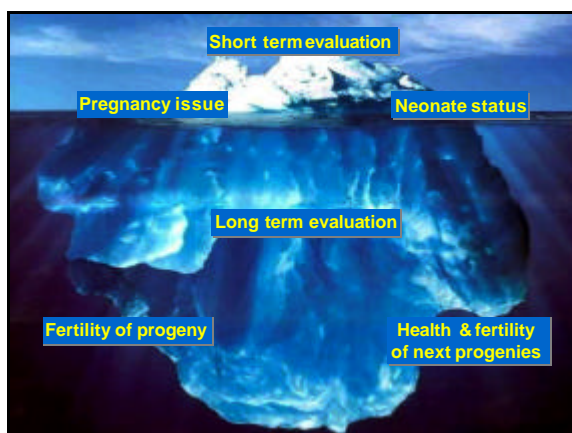 Short term evaluation
Pregnancy issue
Neonate status
Long term evaluation
Fertility of progeny
Health & fertility
of next progenies